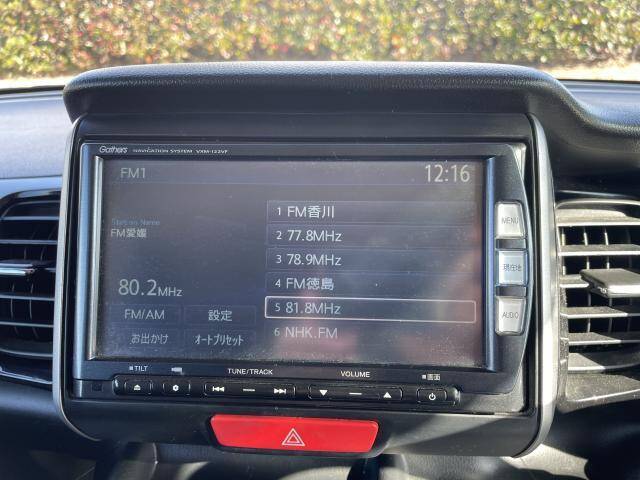 Gathers NAVIGATION SYSTEM VXM-122VF
FM1
12:16
Station Name
FM愛媛
80.2MHz
FM/AM 設定
お出かけ オートプリセット
1 FM香川
2 77.8MHz
3 78.9MHz
4 FM徳島
5 81.8MHz
6 NHK.FM
MENU
現在地
AUDIO
TILT
TUNE/TRACK
VOLUME
画面